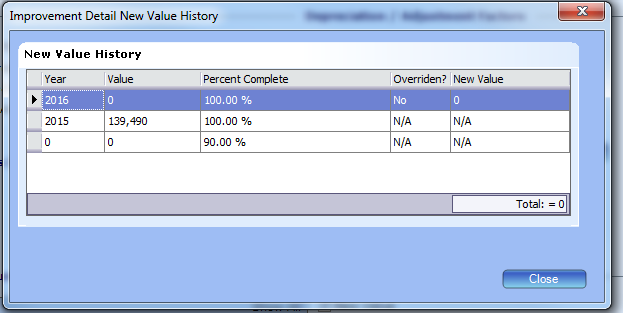 Improvement Detail New Value History
New Value History
Year Value Percent Complete Overriden? New Value
2016 0 100.00 % No 0
2015 139,490 100.00 % N/A N/A
0 0 90.00 % N/A N/A
Total: = 0
Close